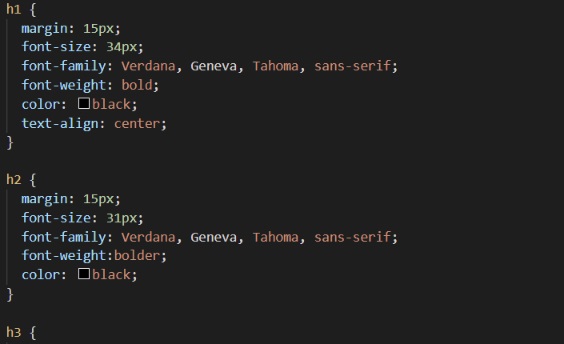 h1 {
margin: 15px;
font-size: 34px;
font-family: Verdana, Geneva, Tahoma, sans-serif;
font-weight: bold;
color: black;
text-align: center;
}
h2 {
margin: 15px;
font-size: 31px;
font-family: Verdana, Geneva, Tahoma, sans-serif;
font-weight:bolder;
color: black;
}
h3 {